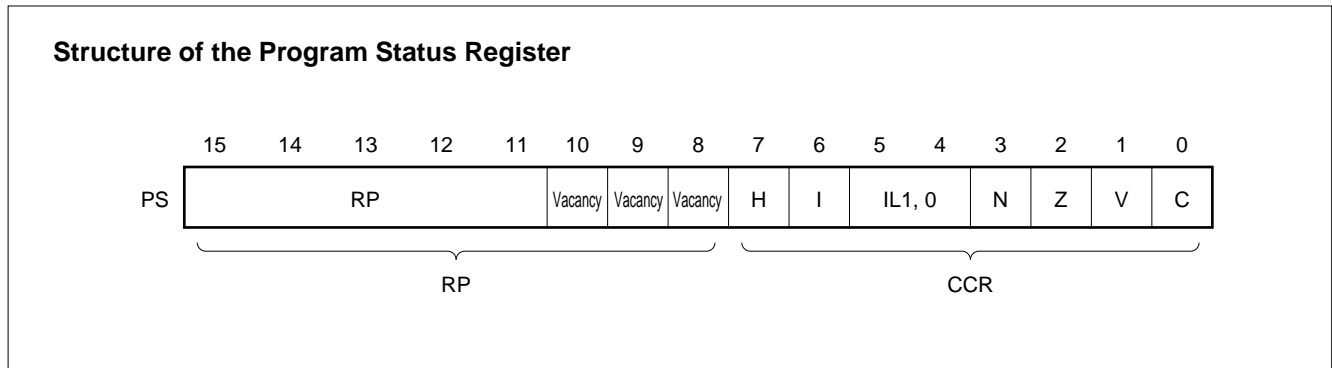 Structure of the Program Status Register
15 14 13 12 11 10 9 8 7 6 5 4 3 2 1 0
PS RP Vacancy Vacancy Vacancy H I IL1, 0 N Z V C
RP CCR